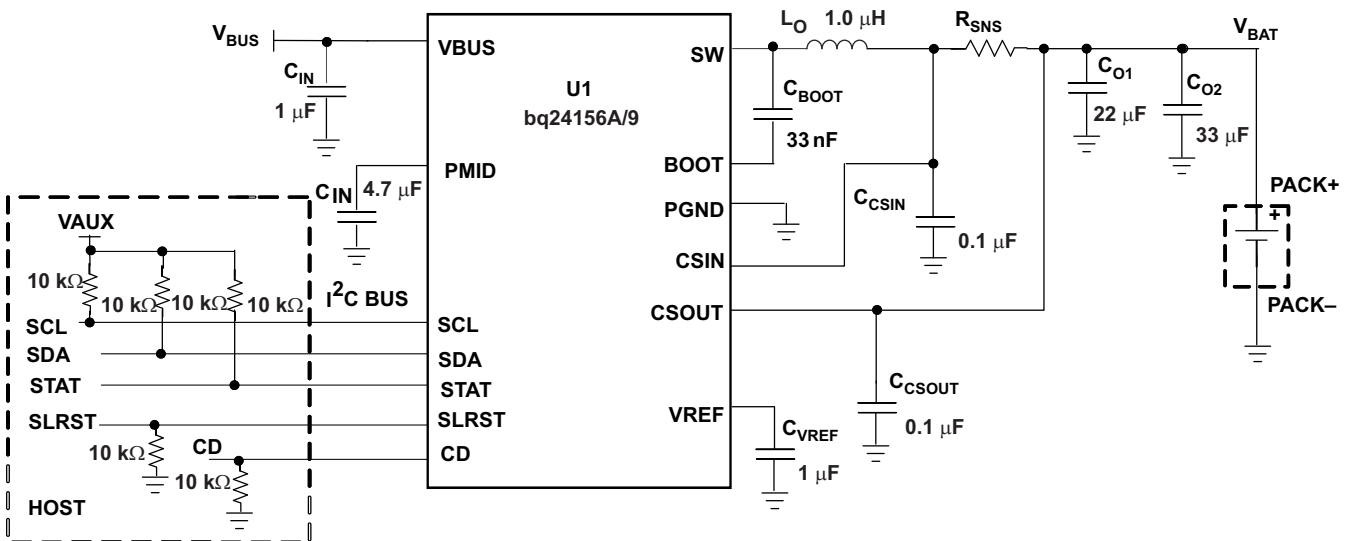 V_BUS
C_IN
1 μF
VBUS
U1
bq24156A/9
SW
L_O 1.0 μH
R_SNS
V_BAT
C_BOOT
33 nF
C_O1
22 μF
C_O2
33 μF
PMID
C_IN 4.7 μF
BOOT
PGND
C_CSIN
0.1 μF
CSIN
CSOUT
PACK+
+
PACK–
VAUX
10 kΩ
10 kΩ
10 kΩ
10 kΩ
I²C BUS
SCL
SCL
SDA
SDA
STAT
STAT
SLRST
SLRST
10 kΩ
CD
CD
10 kΩ
HOST
VREF
C_VREF
1 μF
C_CSOUT
0.1 μF